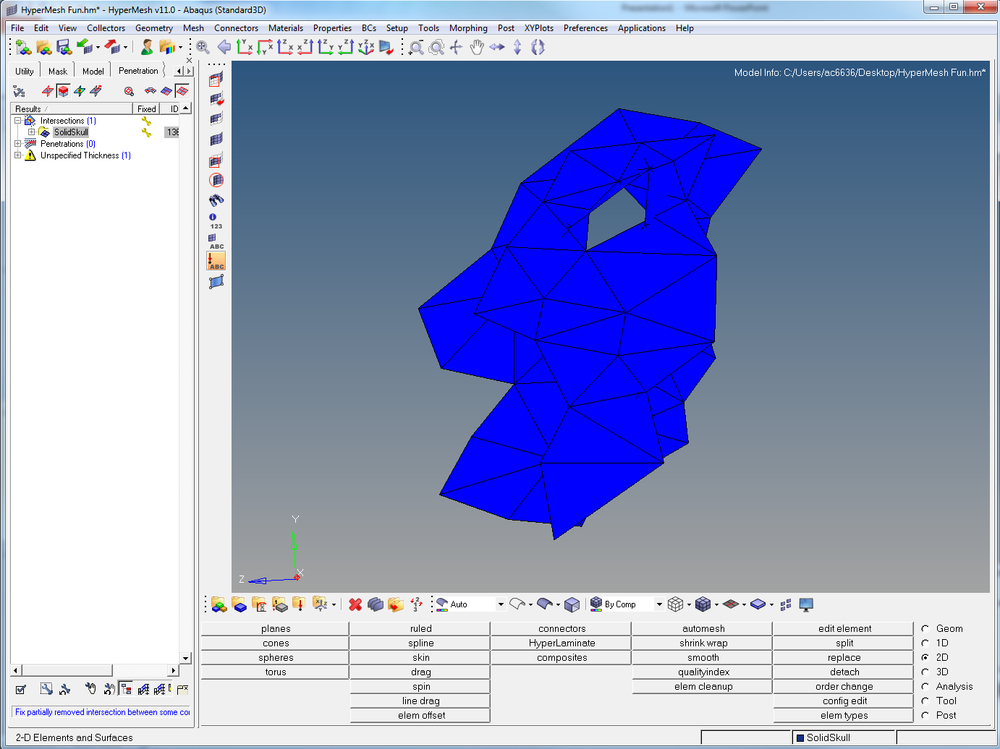 HyperMesh Fun.hm* - HyperMesh v11.0 - Abaqus (Standard3D)
File Edit View Collectors Geometry Mesh Connectors Materials Properties BCs Setup Tools Morphing Post XYPlots Preferences Applications Help
Utility Mask Model Penetration
Results Fixed ID
Intersections (1)
SolidSkull 136
Penetrations (0)
Unspecified Thickness (1)
123
ABC
ABC
Model Info: C:/Users/ac6636/Desktop/HyperMesh Fun.hm*
Y
Z X
Auto By Comp
planes ruled connectors automesh edit element Geom
cones spline HyperLaminate shrink wrap split 1D
spheres skin composites smooth replace 2D
torus drag qualityindex detach 3D
spin elem cleanup order change Analysis
line drag config edit Tool
elem offset elem types Post
Fix partially removed intersection between some co
2-D Elements and Surfaces SolidSkull